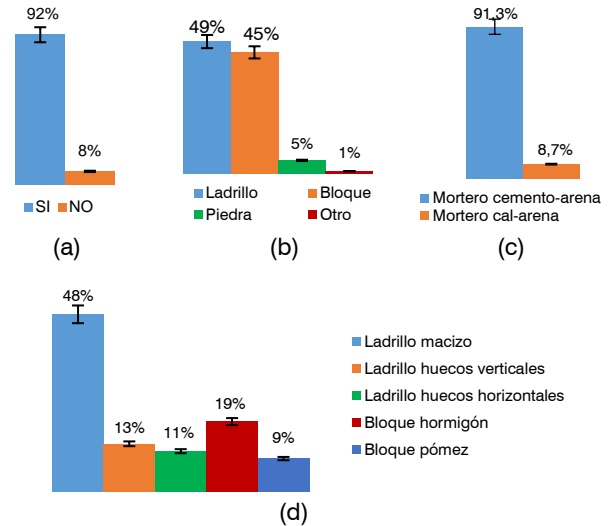 92%
8%
SI NO
(a)
49%
45%
5%
1%
Ladrillo Bloque
Piedra Otro
(b)
91,3%
8,7%
Mortero cemento-arena
Mortero cal-arena
(c)
48%
13%
11%
19%
9%
Ladrillo macizo
Ladrillo huecos verticales
Ladrillo huecos horizontales
Bloque hormigón
Bloque pómez
(d)